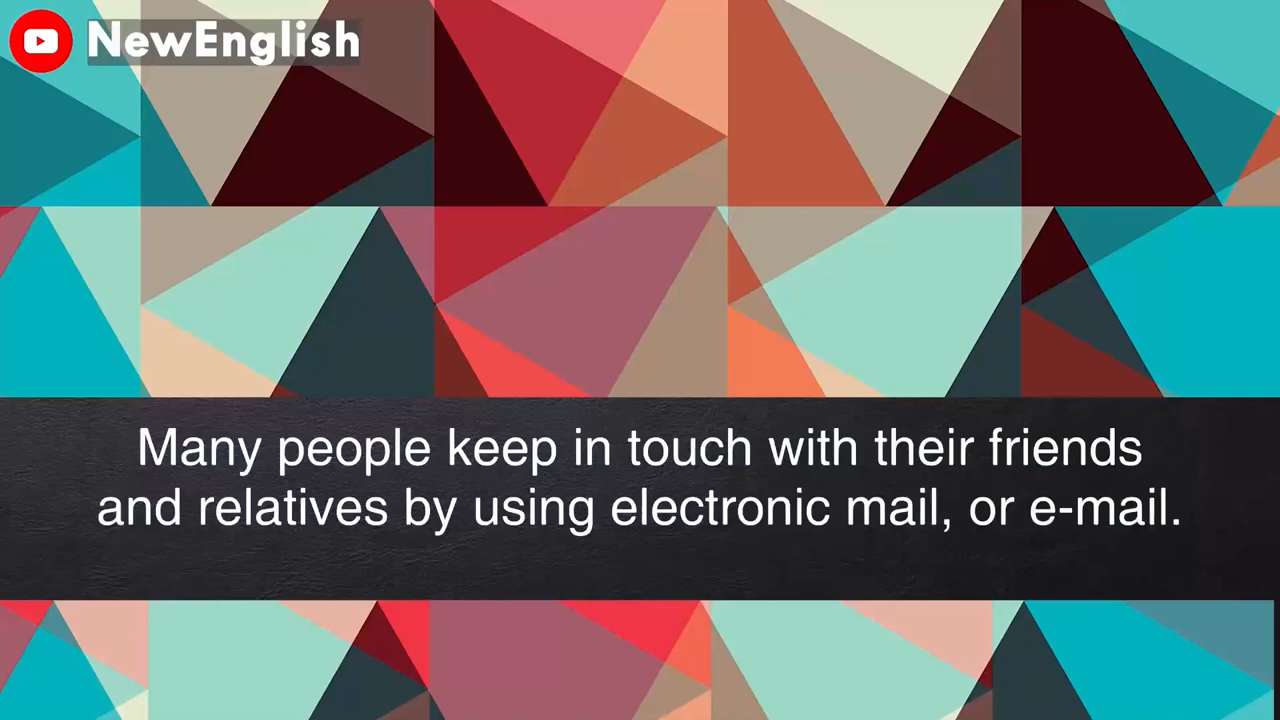 NewEnglish
Many people keep in touch with their friends
and relatives by using electronic mail, or e-mail.